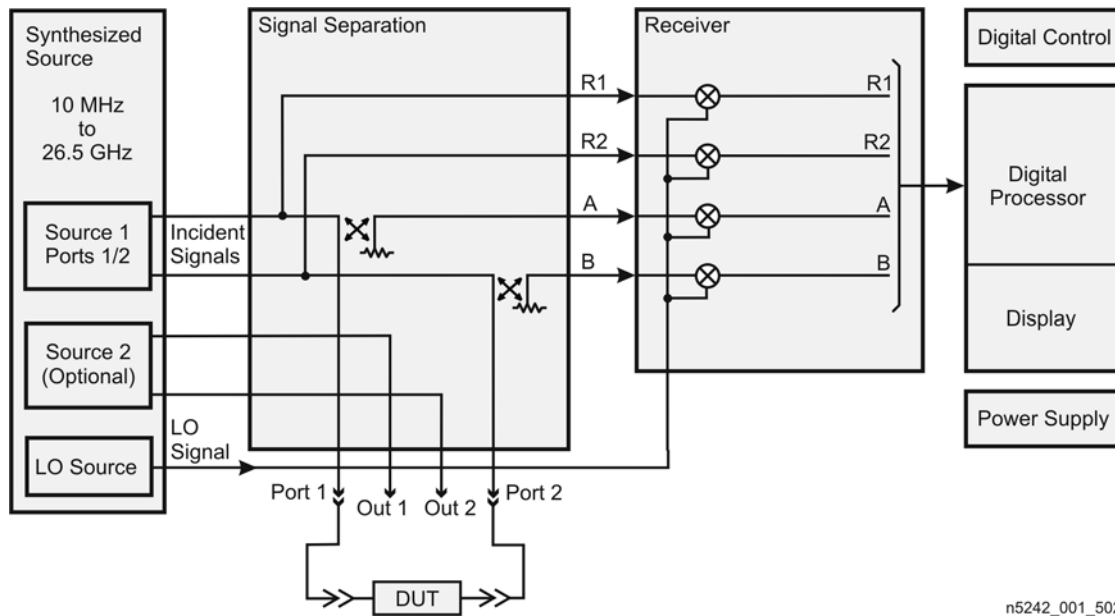 Synthesized
Source
10 MHz
to
26.5 GHz
Source 1
Ports 1/2
Source 2
(Optional)
LO Source
Incident
Signals
LO
Signal
Signal Separation
R1
R2
A
B
Port 1
Out 1
Out 2
Port 2
DUT
Receiver
R1
R2
A
B
Digital Control
Digital
Processor
Display
Power Supply